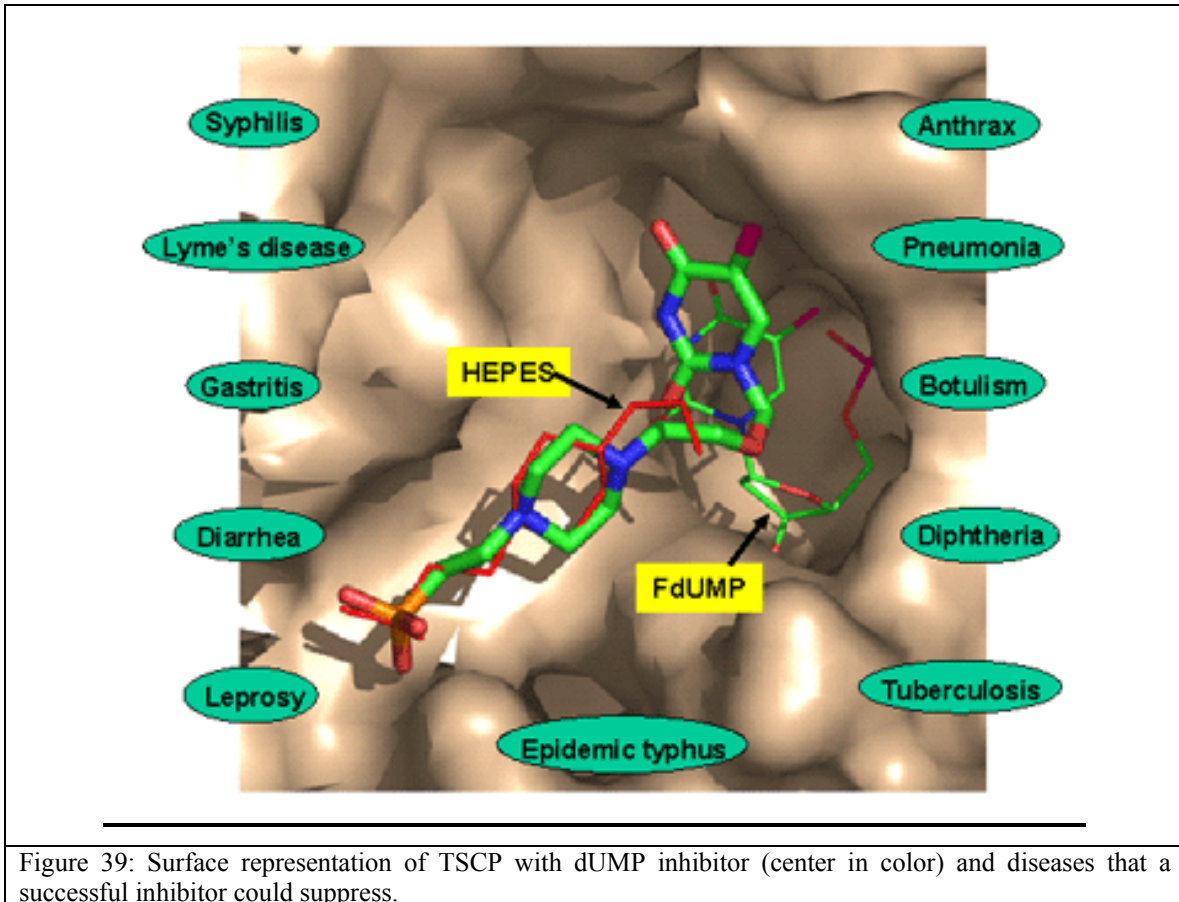 Syphilis
Anthrax
Lyme's disease
Pneumonia
HEPES
Gastritis
Botulism
Diarrhea
Diphtheria
FdUMP
Leprosy
Tuberculosis
Epidemic typhus
Figure 39: Surface representation of TSCP with dUMP inhibitor (center in color) and diseases that a
successful inhibitor could suppress.